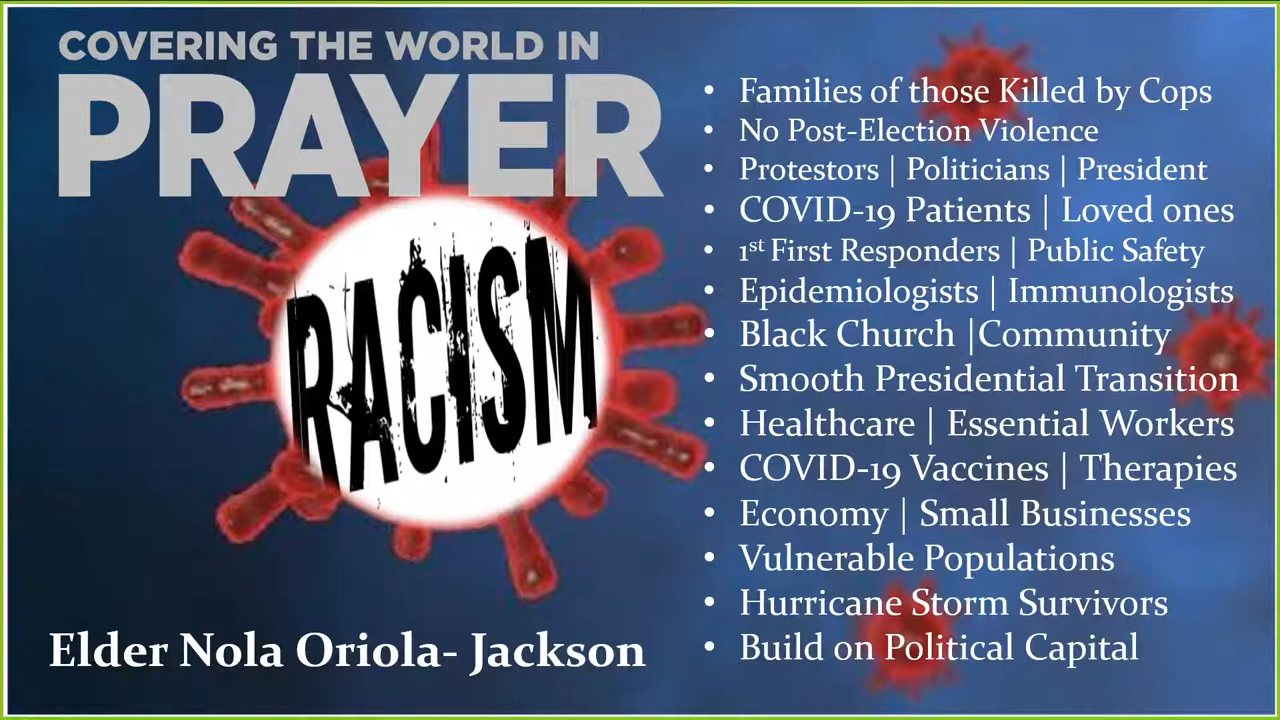 COVERING THE WORLD IN
PRAYER
RACISM
Elder Nola Oriola- Jackson
• Families of those Killed by Cops
• No Post-Election Violence
• Protestors | Politicians | President
• COVID-19 Patients | Loved ones
• 1st First Responders | Public Safety
• Epidemiologists | Immunologists
• Black Church |Community
• Smooth Presidential Transition
• Healthcare | Essential Workers
• COVID-19 Vaccines | Therapies
• Economy | Small Businesses
• Vulnerable Populations
• Hurricane Storm Survivors
• Build on Political Capital